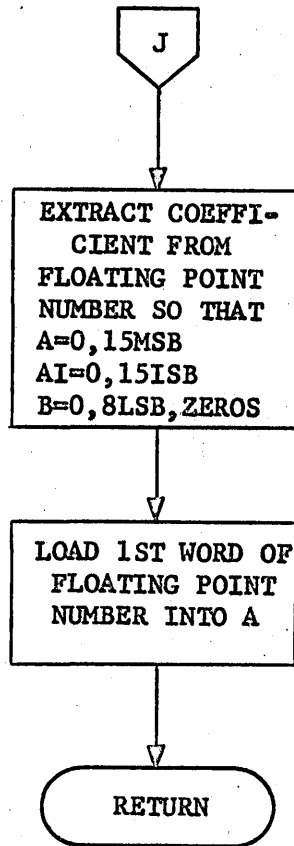 J
EXTRACT COEFFI-
CIENT FROM
FLOATING POINT
NUMBER SO THAT
A=0,15MSB
AI=0,15ISB
B=0,8LSB,ZEROS
LOAD 1ST WORD OF
FLOATING POINT
NUMBER INTO A
RETURN